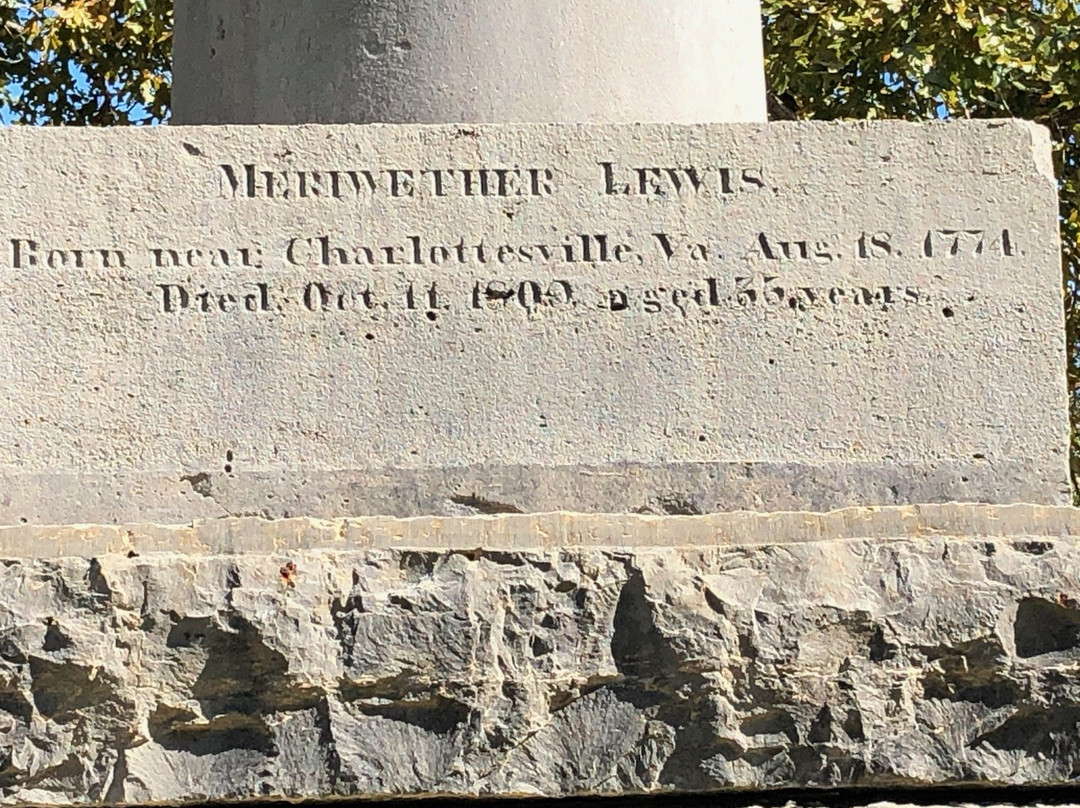 MERIWETHER LEWIS.
Born near Charlottesville, Va. Aug. 18. 1774.
Died, Oct. 11. 1809. aged 35, years.